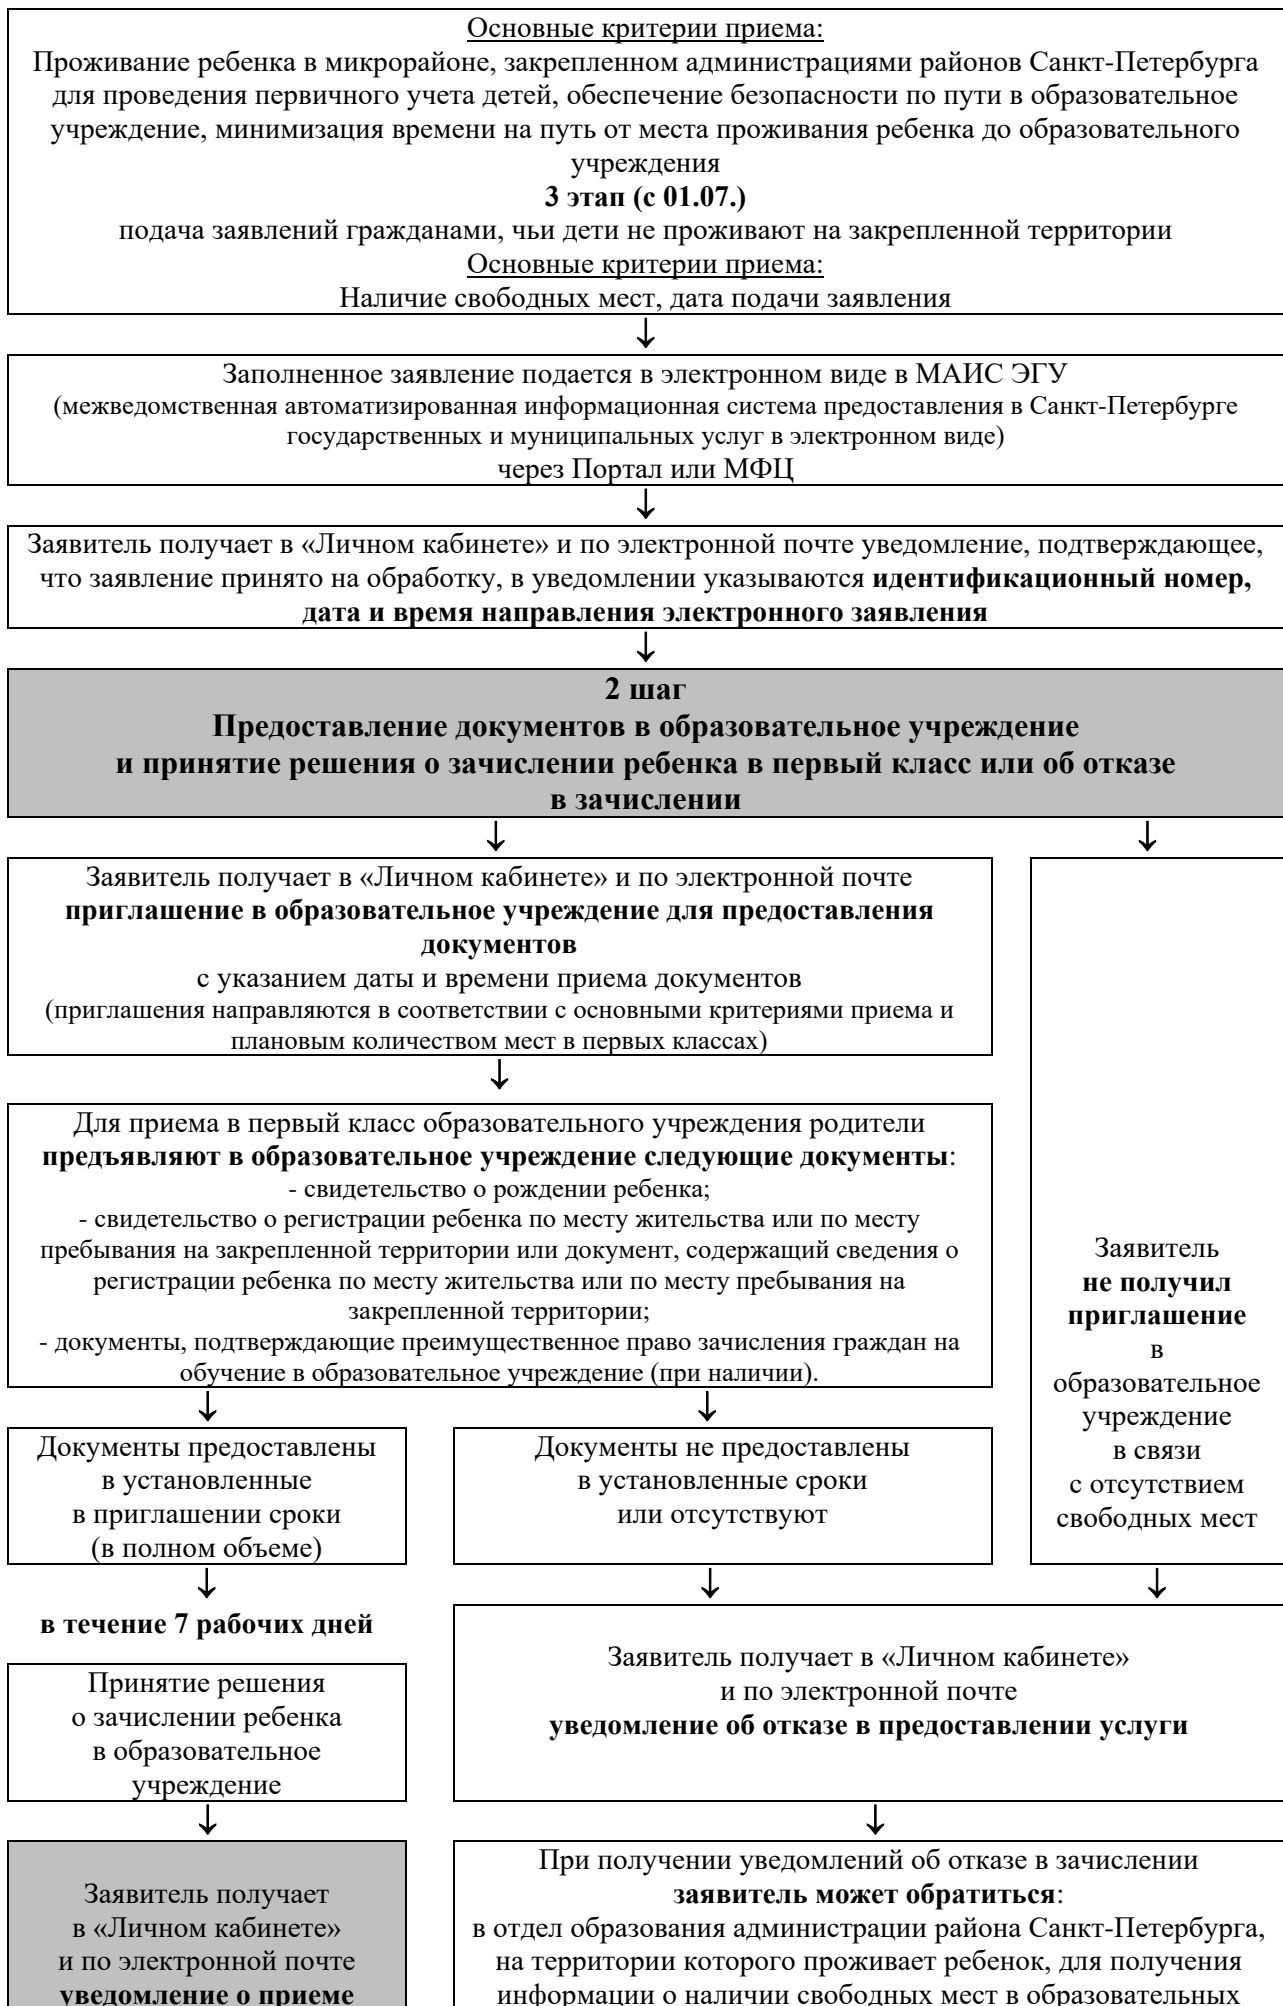 Основные критерии приема:
Проживание ребенка в микрорайоне, закрепленном администрациями районов Санкт-Петербурга
для проведения первичного учета детей, обеспечение безопасности по пути в образовательное
учреждение, минимизация времени на путь от места проживания ребенка до образовательного
учреждения
3 этап (с 01.07.)
подача заявлений гражданами, чьи дети не проживают на закрепленной территории
Основные критерии приема:
Наличие свободных мест, дата подачи заявления
Заполненное заявление подается в электронном виде в МАИС ЭГУ
(межведомственная автоматизированная информационная система предоставления в Санкт-Петербурге
государственных и муниципальных услуг в электронном виде)
через Портал или МФЦ
Заявитель получает в «Личном кабинете» и по электронной почте уведомление, подтверждающее,
что заявление принято на обработку, в уведомлении указываются идентификационный номер,
дата и время направления электронного заявления
2 шаг
Предоставление документов в образовательное учреждение
и принятие решения о зачислении ребенка в первый класс или об отказе
в зачислении
Заявитель получает в «Личном кабинете» и по электронной почте
приглашение в образовательное учреждение для предоставления
документов
с указанием даты и времени приема документов
(приглашения направляются в соответствии с основными критериями приема и
плановым количеством мест в первых классах)
Для приема в первый класс образовательного учреждения родители
предъявляют в образовательное учреждение следующие документы:
- свидетельство о рождении ребенка;
- свидетельство о регистрации ребенка по месту жительства или по месту
пребывания на закрепленной территории или документ, содержащий сведения о
регистрации ребенка по месту жительства или по месту пребывания на
закрепленной территории;
- документы, подтверждающие преимущественное право зачисления граждан на
обучение в образовательное учреждение (при наличии).
Заявитель
не получил
приглашение
в
образовательное
учреждение
в связи
с отсутствием
свободных мест
Документы предоставлены
в установленные
в приглашении сроки
(в полном объеме)
Документы не предоставлены
в установленные сроки
или отсутствуют
в течение 7 рабочих дней
Принятие решения
о зачислении ребенка
в образовательное
учреждение
Заявитель получает в «Личном кабинете»
и по электронной почте
уведомление об отказе в предоставлении услуги
Заявитель получает
в «Личном кабинете»
и по электронной почте
уведомление о приеме
При получении уведомлений об отказе в зачислении
заявитель может обратиться:
в отдел образования администрации района Санкт-Петербурга,
на территории которого проживает ребенок, для получения
информации о наличии свободных мест в образовательных